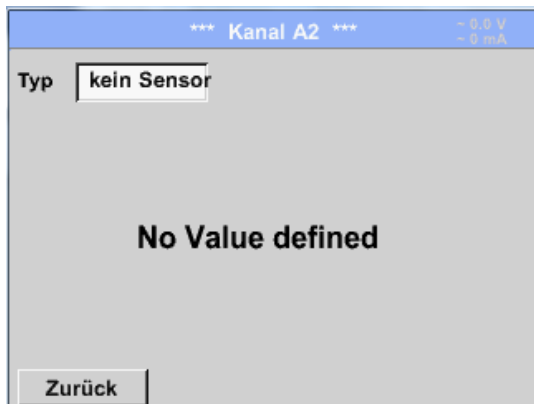 *** Kanal A2 ***
~ 0.0 V
~ 0 mA
Typ kein Sensor
No Value defined
Zurück